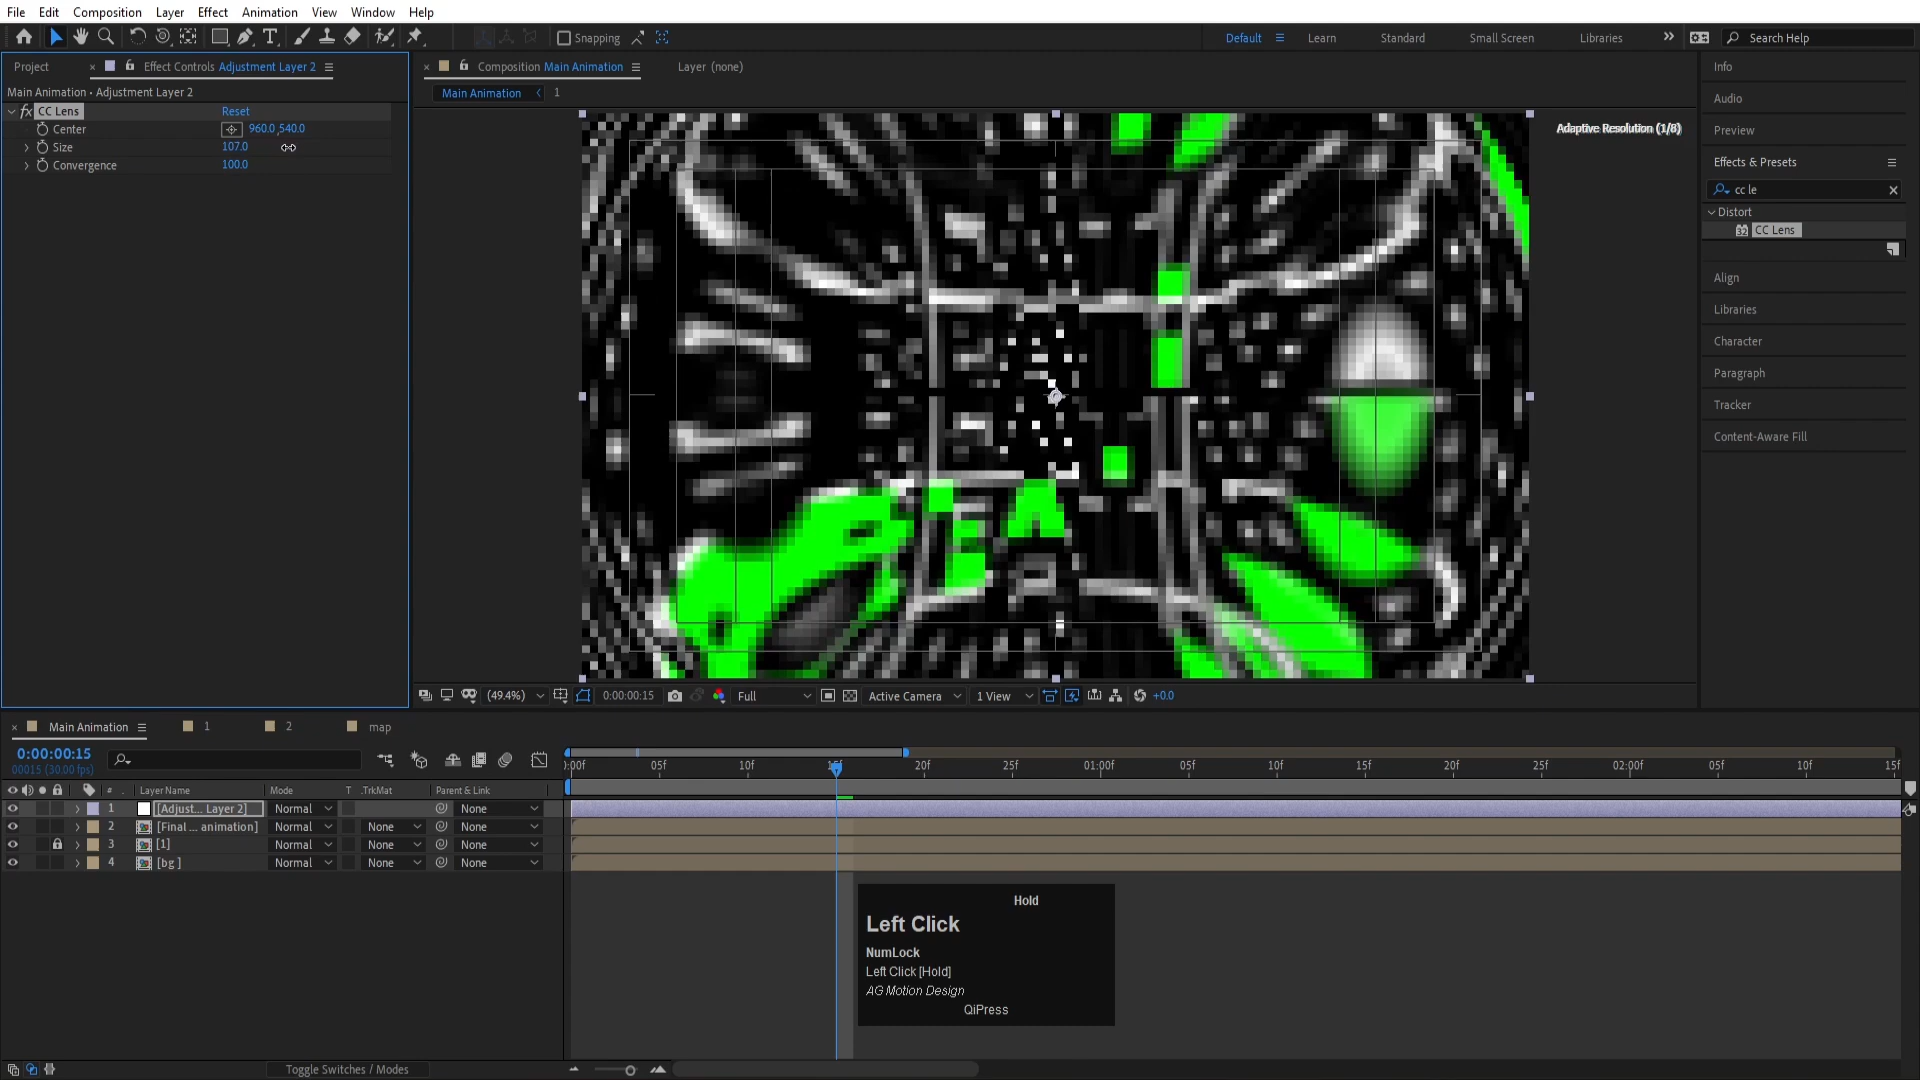 File Edit Composition Layer Effect Animation View Window Help
Snapping
Default Learn Standard Small Screen Libraries Search Help
Project Effect Controls Adjustment Layer 2
Main Animation • Adjustment Layer 2
fx CC Lens Reset
Center 960.0, 540.0
Size 107.0
Convergence 100.0
Composition Main Animation Layer (none)
Main Animation 1
Adaptive Resolution (1/8)
EA
(49.4%) 0:00:00:15 Full Active Camera 1 View +0.0
Info
Audio
Preview
Effects & Presets
cc le
Distort
32 CC Lens
Align
Libraries
Character
Paragraph
Tracker
Content-Aware Fill
Main Animation 1 2 map
0:00:00:15
00015 (30.00 fps)
# Layer Name Mode T .TrkMat Parent & Link
1 [Adjust... Layer 2] Normal None
2 [Final ... animation] Normal None None
3 [1] Normal None None
4 [bg ] Normal None None
):00f 05f 10f 15f 20f 25f 01:00f 05f 10f 15f 20f 25f 02:00f 05f 10f 15f
Hold
Left Click
NumLock
Left Click [Hold]
AG Motion Design
QiPress
Toggle Switches / Modes